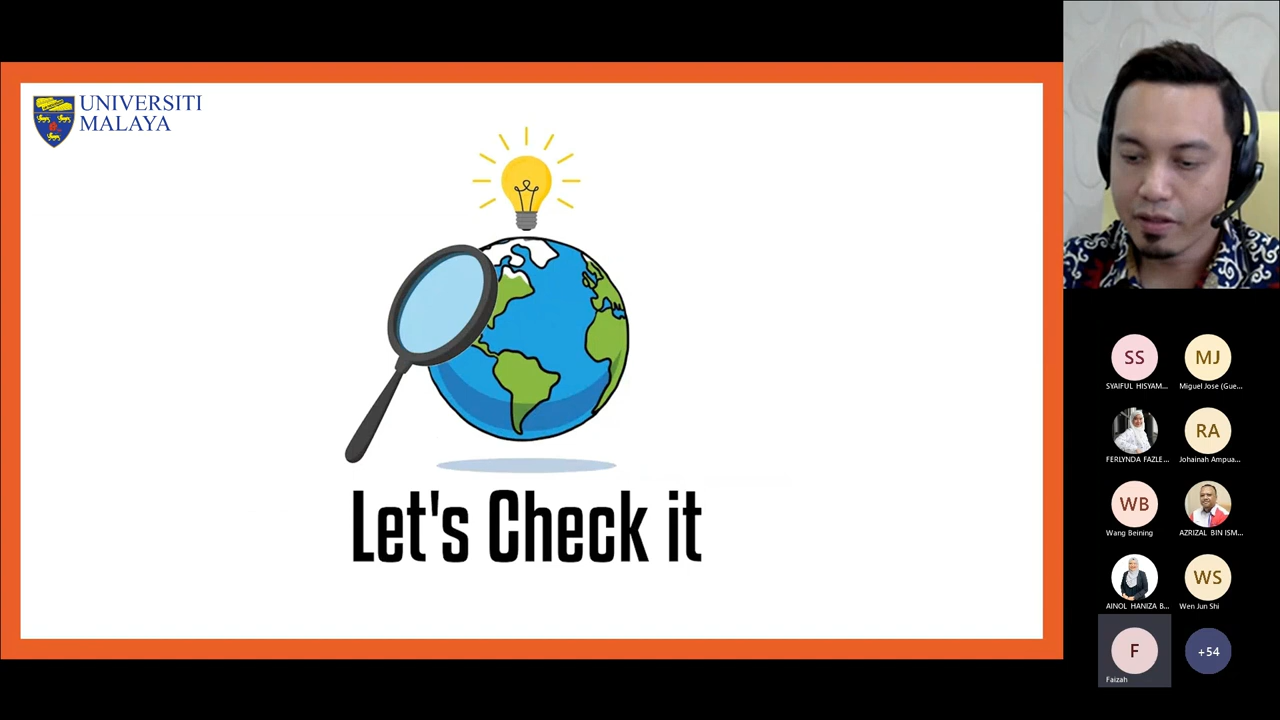 UNIVERSITI
MALAYA
Let's Check it
SS
MJ
SYAIFUL HISYAM...
Miguel Jose (Gue...
RA
FERLYNDA FAZLE...
Johainah Ampua...
WB
Wang Beining
AZRIZAL BIN ISM...
WS
AINOL HANIZA B...
Wen Jun Shi
F
+54
Faizah